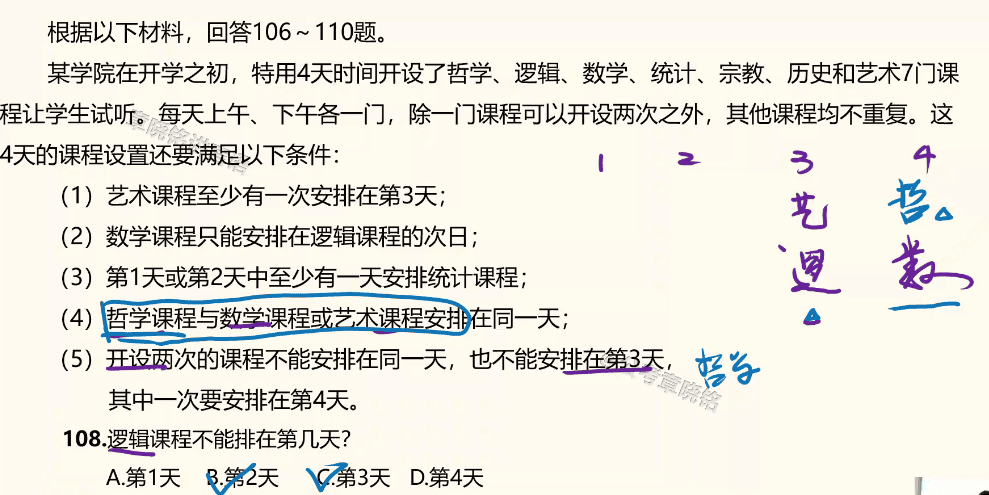 根据以下材料，回答106～110题。
某学院在开学之初，特用4天时间开设了哲学、逻辑、数学、统计、宗教、历史和艺术7门课
程让学生试听。每天上午、下午各一门，除一门课程可以开设两次之外，其他课程均不重复。这
4天的课程设置还要满足以下条件：
1 2 3 4
（1）艺术课程至少有一次安排在第3天；
艺 哲
（2）数学课程只能安排在逻辑课程的次日；
逻 数
（3）第1天或第2天中至少有一天安排统计课程；
（4）哲学课程与数学课程或艺术课程安排在同一天；
（5）开设两次的课程不能安排在同一天，也不能安排在第3天，
哲学
其中一次要安排在第4天。
章晓铭
108.逻辑课程不能排在第几天？
A.第1天 B.第2天 C.第3天 D.第4天